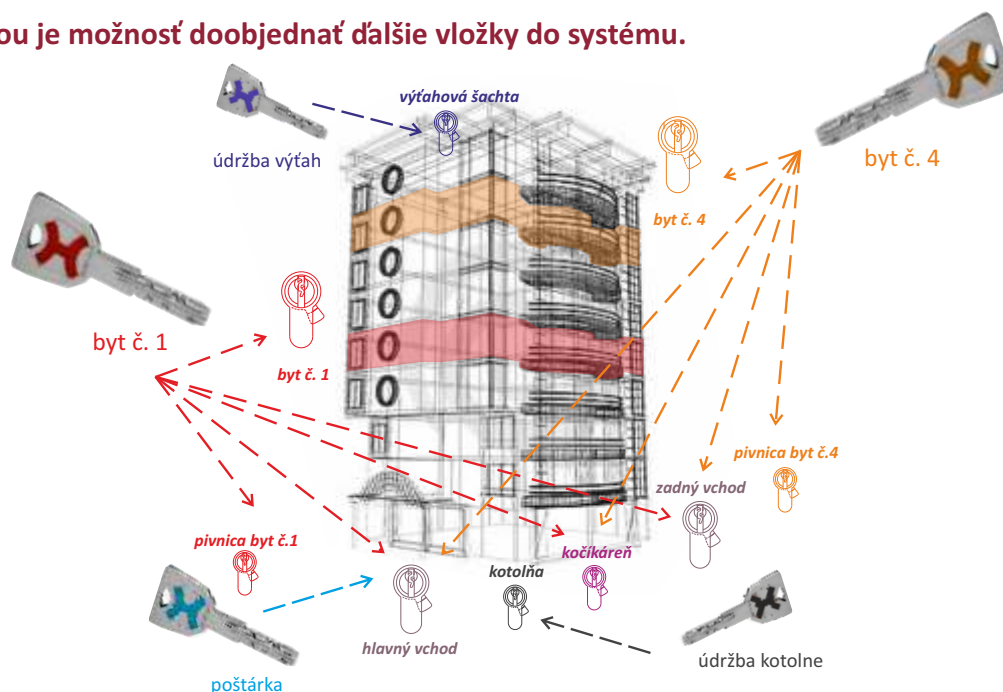 ou je možnosť doobjednať ďalšie vložky do systému.
výťahová šachta
údržba výťah
byt č. 4
byt č. 4
byt č. 1
byt č. 1
pivnica byt č.4
zadný vchod
pivnica byt č.1
kočíkáreň
kotolňa
hlavný vchod
údržba kotolne
poštárka